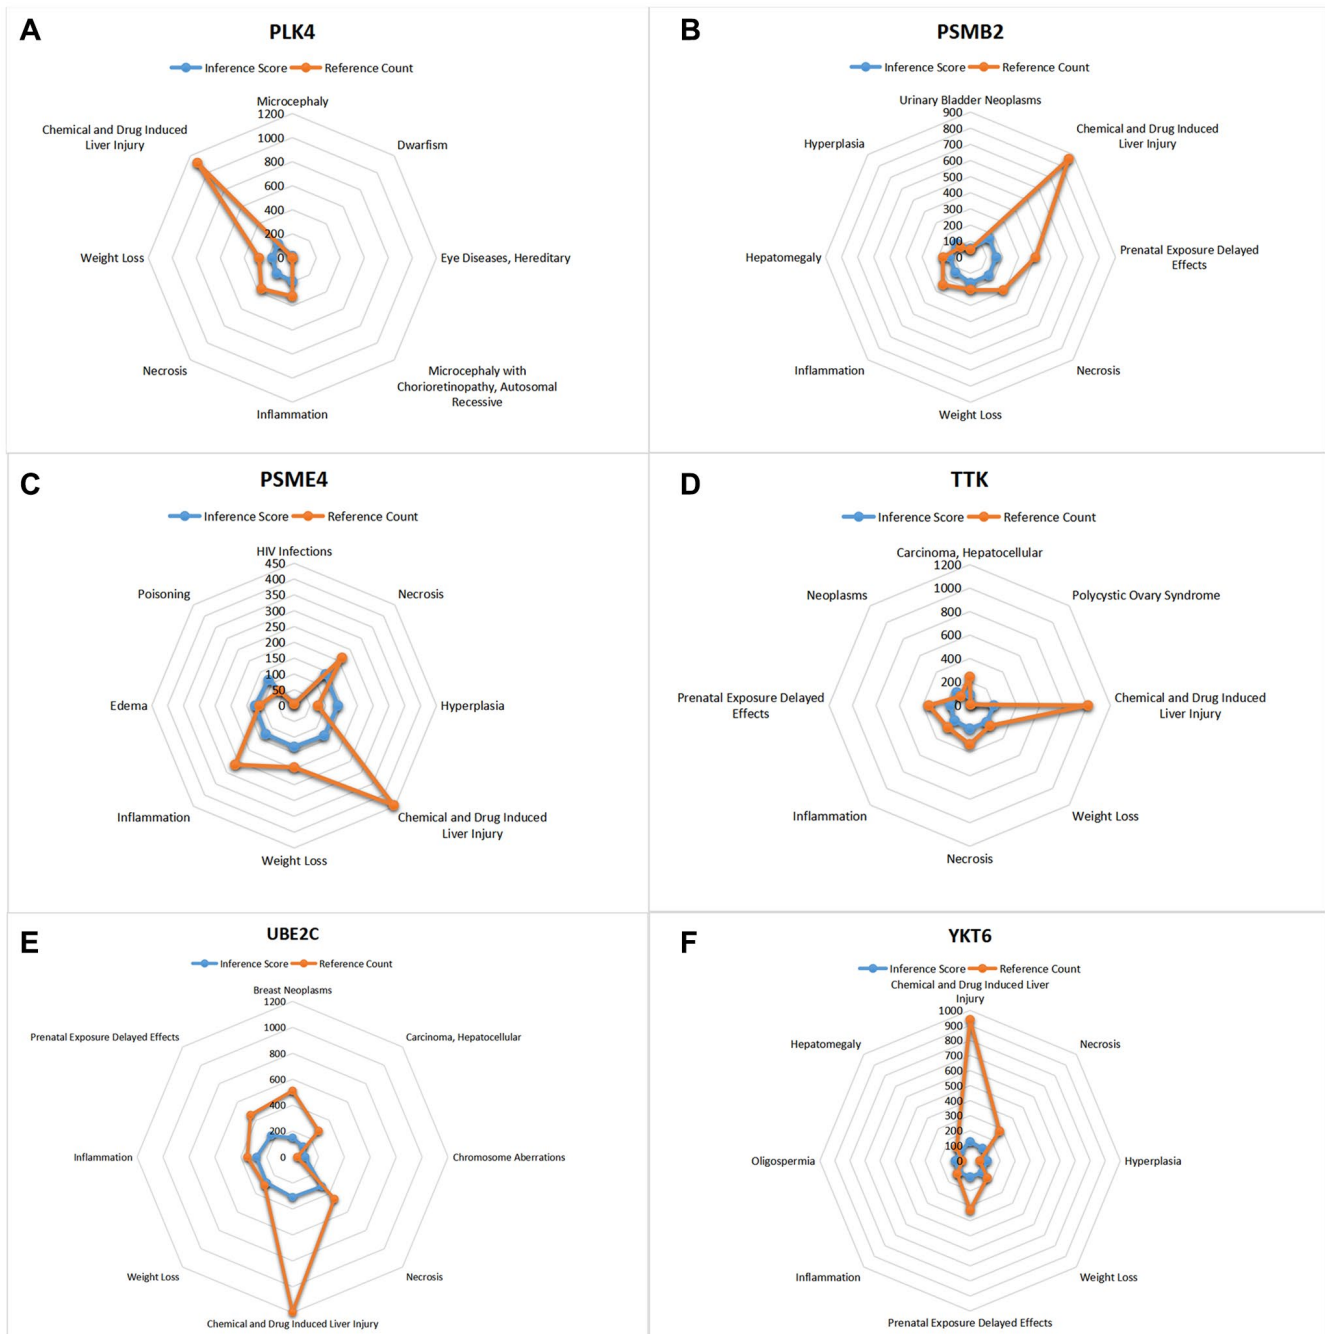 A
PLK4
Inference Score Reference Count
Microcephaly
1200
1000
800
600
400
200
0
Dwarfism
Eye Diseases, Hereditary
Microcephaly with
Chorioretinopathy, Autosomal
Recessive
Inflammation
Necrosis
Weight Loss
Chemical and Drug Induced
Liver Injury
B
PSMB2
Inference Score Reference Count
Urinary Bladder Neoplasms
900
800
700
600
500
400
300
200
100
0
Chemical and Drug Induced
Liver Injury
Prenatal Exposure Delayed
Effects
Necrosis
Weight Loss
Inflammation
Hepatomegaly
Hyperplasia
C
PSME4
Inference Score Reference Count
HIV Infections
450
400
350
300
250
200
150
100
50
0
Necrosis
Hyperplasia
Chemical and Drug Induced
Liver Injury
Weight Loss
Inflammation
Edema
Poisoning
D
TTK
Inference Score Reference Count
Carcinoma, Hepatocellular
1200
1000
800
600
400
200
0
Polycystic Ovary Syndrome
Chemical and Drug Induced
Liver Injury
Weight Loss
Necrosis
Inflammation
Prenatal Exposure Delayed
Effects
Neoplasms
E
UBE2C
Inference Score Reference Count
Breast Neoplasms
1200
1000
800
600
400
200
0
Carcinoma, Hepatocellular
Chromosome Aberrations
Necrosis
Chemical and Drug Induced Liver Injury
Weight Loss
Inflammation
Prenatal Exposure Delayed Effects
F
YKT6
Inference Score Reference Count
Chemical and Drug Induced Liver
Injury
1000
900
800
700
600
500
400
300
200
100
0
Necrosis
Hyperplasia
Weight Loss
Prenatal Exposure Delayed Effects
Inflammation
Oligospermia
Hepatomegaly